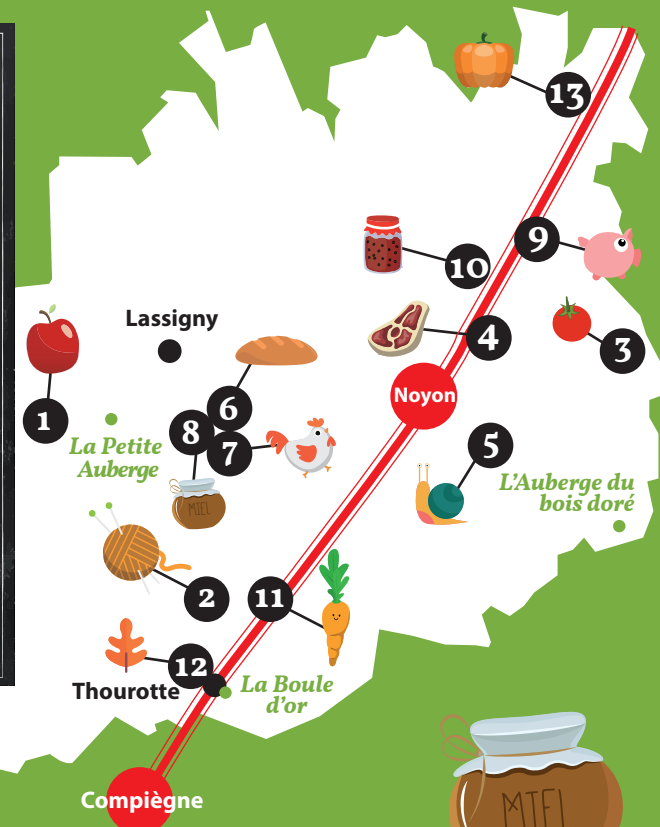 13
9
10
Lassigny
4
3
Noyon
6
1
8
7
5
La Petite
Auberge
L'Auberge du
bois doré
MIEL
2
11
12
Thourotte
La Boule
d'or
Compiègne
MIEL